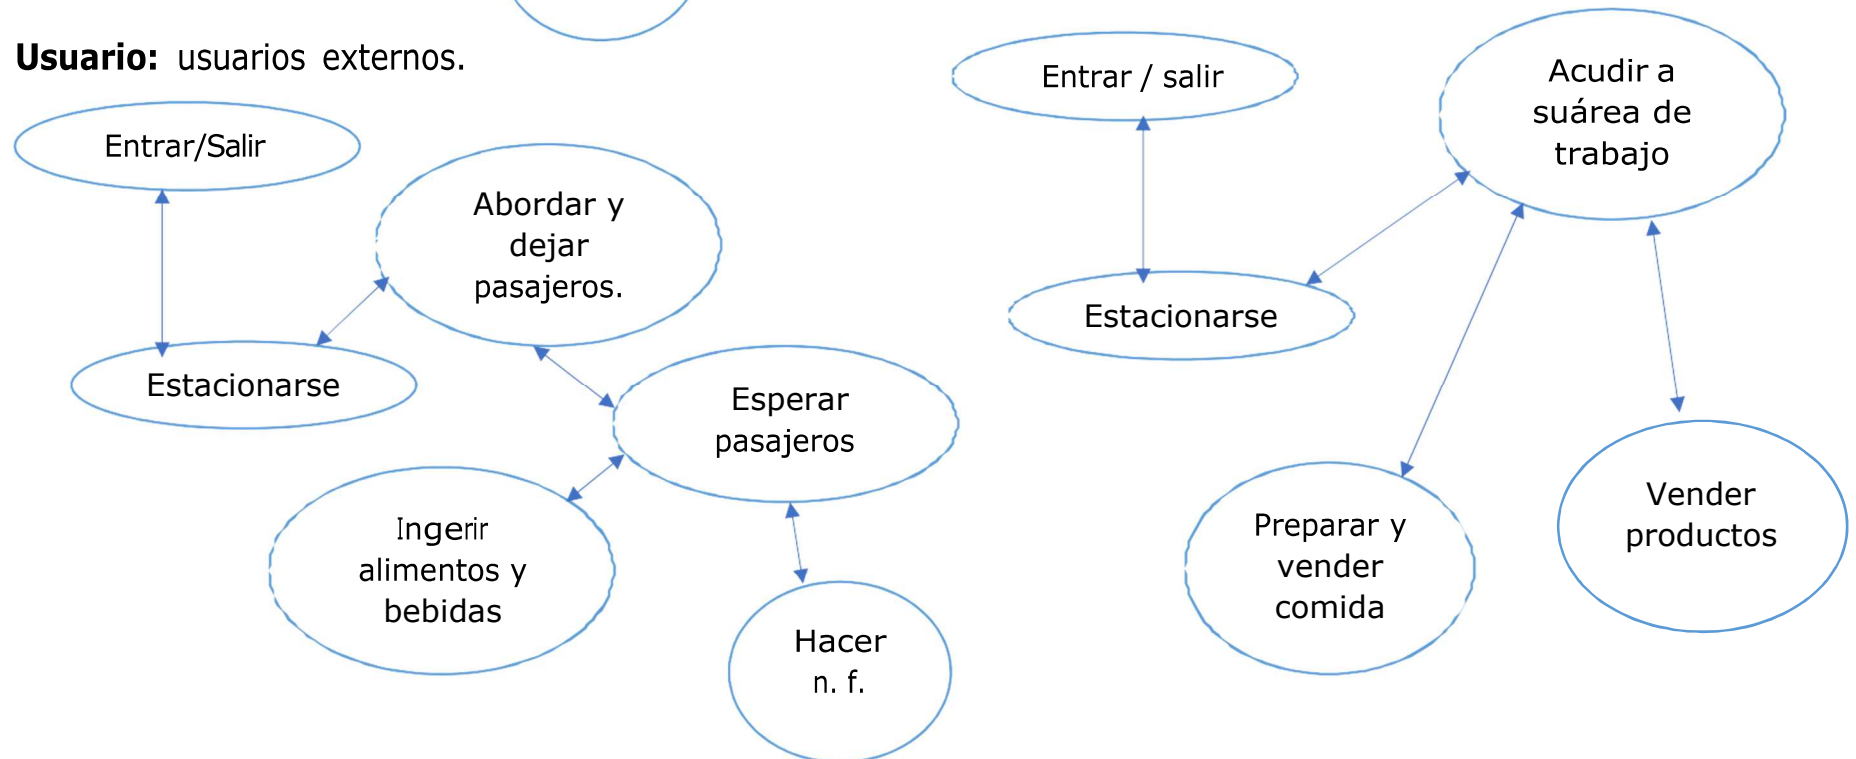 Usuario: usuarios externos.
Entrar/Salir
Abordar y
dejar
pasajeros.
Estacionarse
Esperar
pasajeros
Ingerir
alimentos y
bebidas
Hacer
n. f.
Entrar / salir
Acudir a
suárea de
trabajo
Estacionarse
Preparar y
vender
comida
Vender
productos